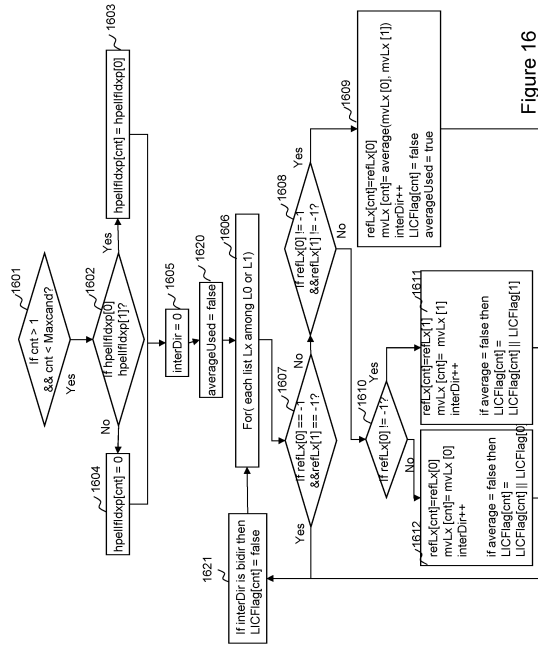 1601
If cnt > 1
&& cnt < Maxcand?
Yes
1602
If hpelIfIdxp[0]
hpelIfIdxp[1]?
Yes
1603
hpelIfIdxp[cnt] = hpelIfIdxp[0]
No
1604
hpelIfIdxp[cnt] = 0
1605
interDir = 0
1620
averageUsed = false
1606
For( each list Lx among L0 or L1)
1621
If interDir is bidir then
LICFlag[cnt] = false
1607
If refLx[0] == -1
&&refLx[1] == -1?
Yes
No
1608
If refLx[0] != -1
&&refLx[1] != -1?
Yes
No
1609
refLx[cnt]=refLx[0]
mvLx [cnt]= average(mvLx [0], mvLx [1])
interDir++
LICFlag[cnt] = false
averageUsed = true
1610
If refLx[0] != -1?
Yes
No
1611
refLx[cnt]=refLx[1]
mvLx [cnt]= mvLx [1]
interDir++
if average = false then
LICFlag[cnt] =
LICFlag[cnt] || LICFlag[1]
1612
refLx[cnt]=refLx[0]
mvLx [cnt]= mvLx [0]
interDir++
if average = false then
LICFlag[cnt] =
LICFlag[cnt] || LICFlag[0]
Figure 16